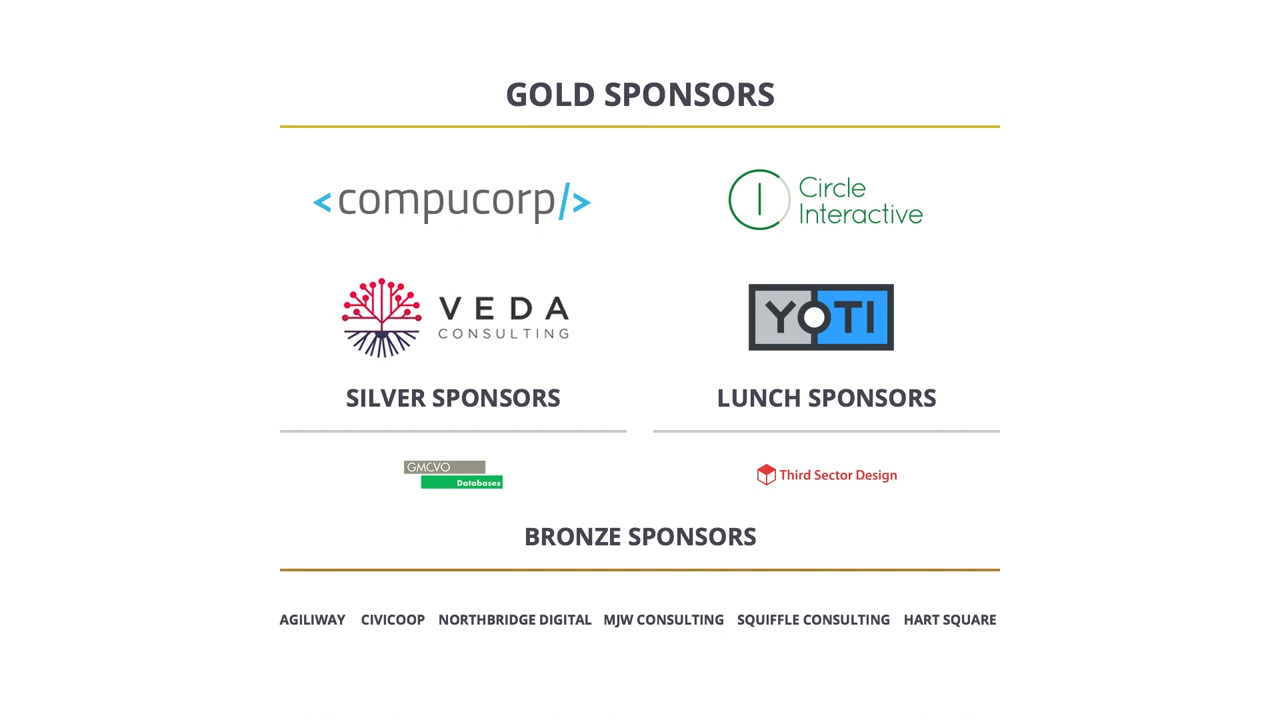 GOLD SPONSORS
<compucorp/>
Circle
Interactive
VEDA
CONSULTING
YOTI
SILVER SPONSORS
LUNCH SPONSORS
GMCVO
Databases
Third Sector Design
BRONZE SPONSORS
AGILIWAY CIVICOOP NORTHBRIDGE DIGITAL MJW CONSULTING SQUIFFLE CONSULTING HART SQUARE